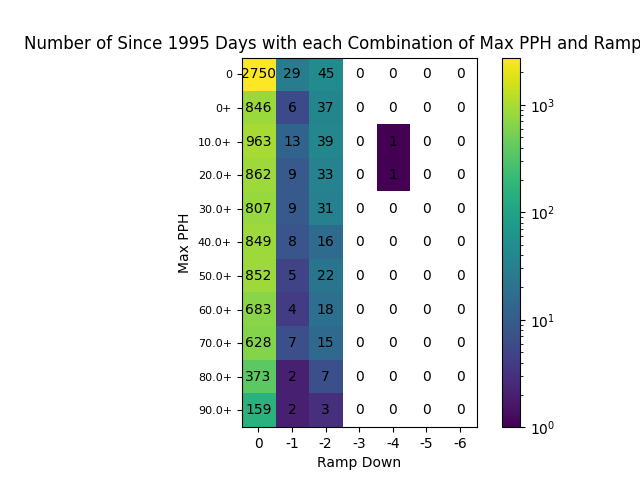 Number of Since 1995 Days with each Combination of Max PPH and Ramp
0 2750 29 45 0 0 0 0
0+ 846 6 37 0 0 0 0
10.0+ 963 13 39 0 1 0 0
20.0+ 862 9 33 0 1 0 0
30.0+ 807 9 31 0 0 0 0
40.0+ 849 8 16 0 0 0 0
50.0+ 852 5 22 0 0 0 0
60.0+ 683 4 18 0 0 0 0
70.0+ 628 7 15 0 0 0 0
80.0+ 373 2 7 0 0 0 0
90.0+ 159 2 3 0 0 0 0
0 -1 -2 -3 -4 -5 -6
Ramp Down
Max PPH
10³
10²
10¹
10⁰